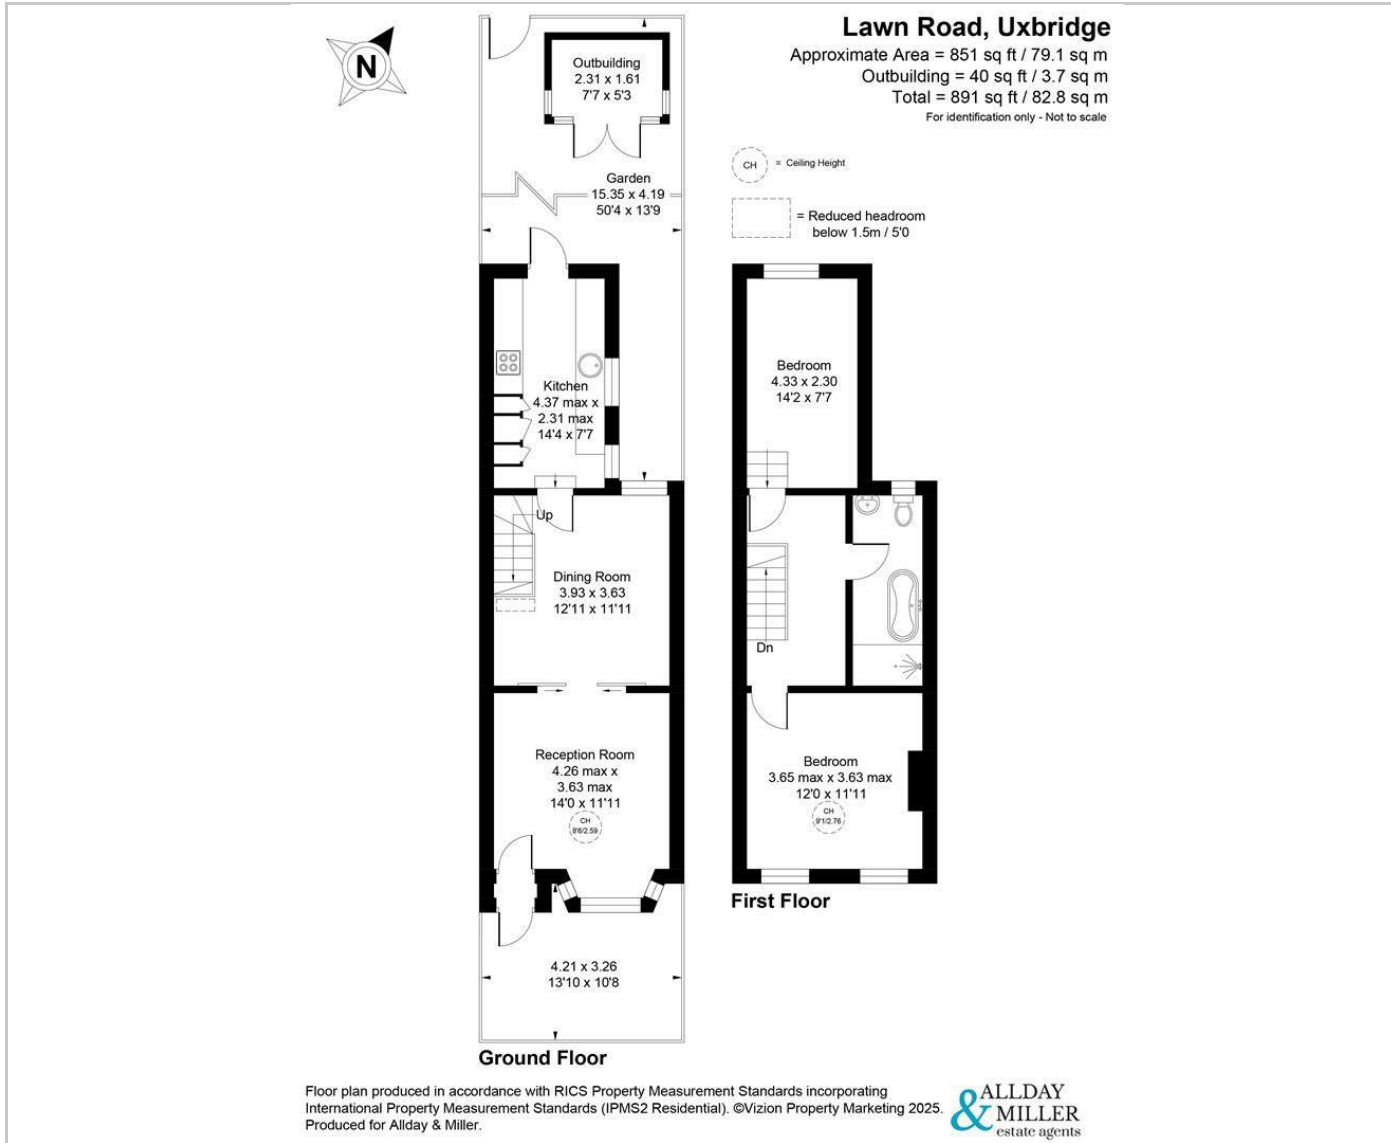 Lawn Road, Uxbridge
Approximate Area = 851 sq ft / 79.1 sq m
Outbuilding = 40 sq ft / 3.7 sq m
Total = 891 sq ft / 82.8 sq m
For identification only - Not to scale
N
CH
= Ceiling Height
= Reduced headroom
below 1.5m / 5'0
Outbuilding
2.31 x 1.61
7'7 x 5'3
Garden
15.35 x 4.19
50'4 x 13'9
Kitchen
4.37 max x
2.31 max
14'4 x 7'7
Up
Dining Room
3.93 x 3.63
12'11 x 11'11
Reception Room
4.26 max x
3.63 max
14'0 x 11'11
CH
8'6/2.59
4.21 x 3.26
13'10 x 10'8
Ground Floor
Bedroom
4.33 x 2.30
14'2 x 7'7
Dn
Bedroom
3.65 max x 3.63 max
12'0 x 11'11
CH
9'1/2.76
First Floor
Floor plan produced in accordance with RICS Property Measurement Standards incorporating
International Property Measurement Standards (IPMS2 Residential). ©Vizion Property Marketing 2025.
Produced for Allday & Miller.
ALLDAY
& MILLER
estate agents